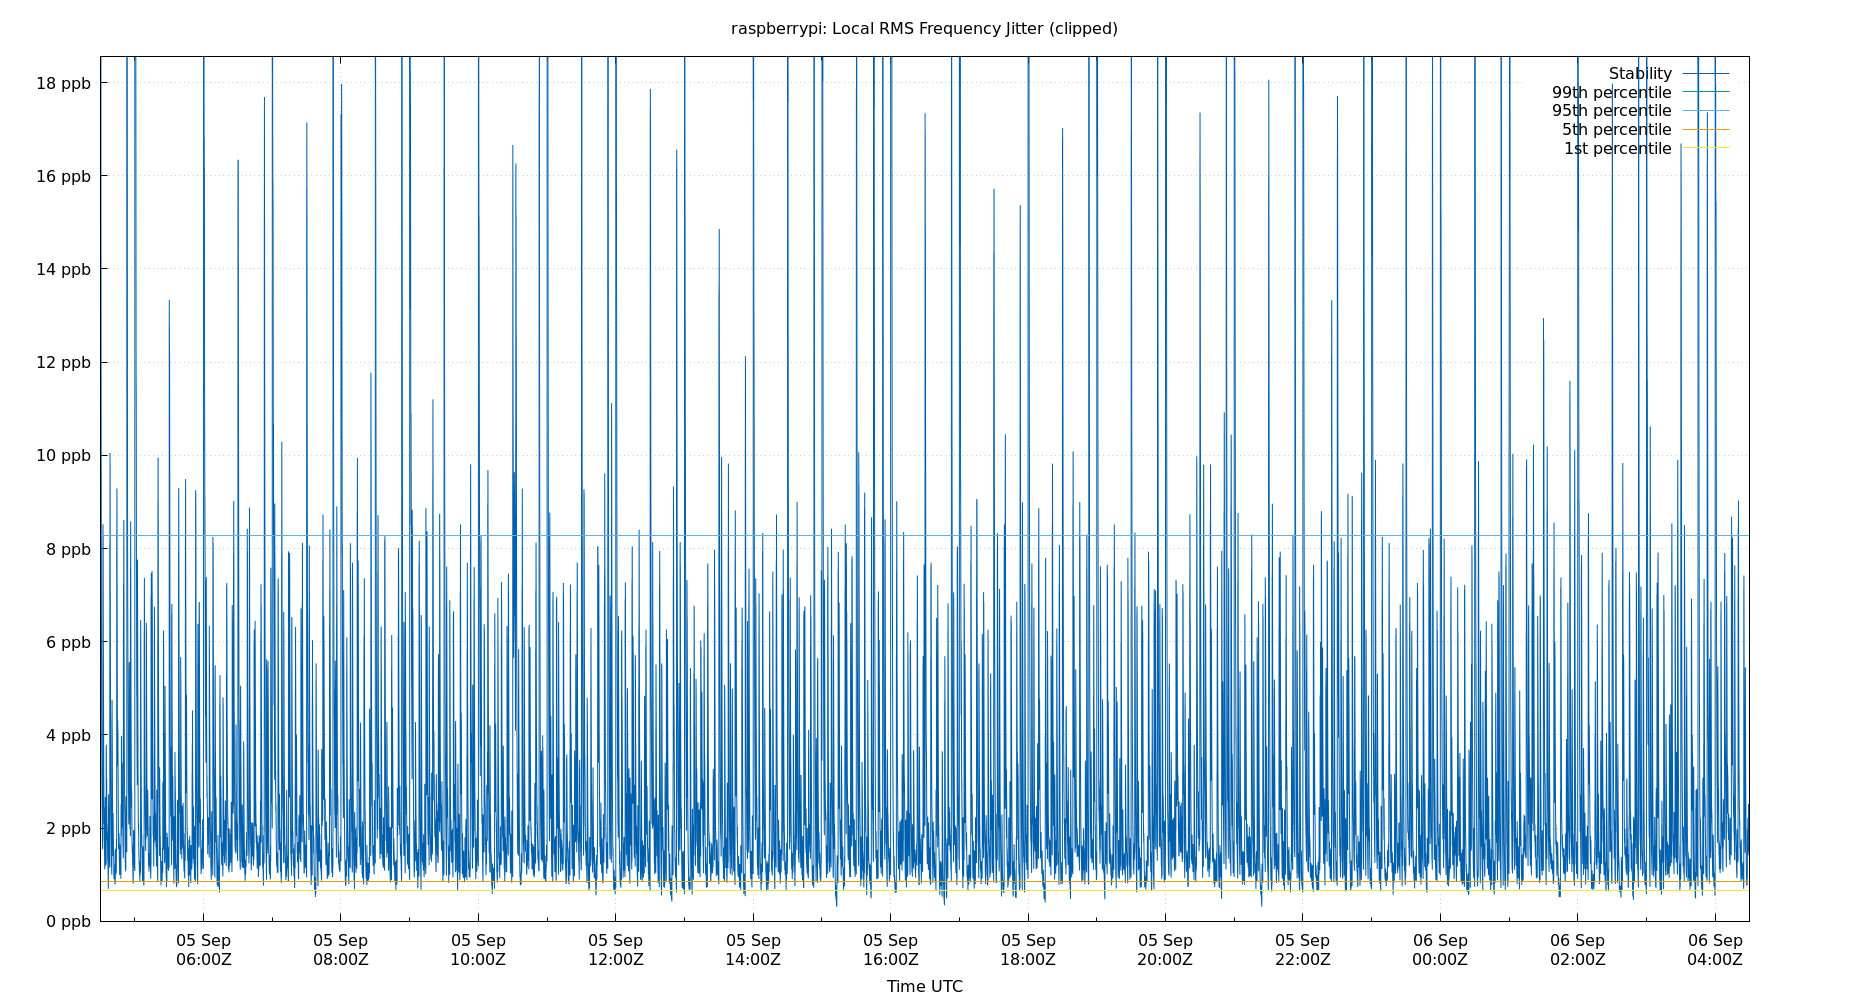 raspberrypi: Local RMS Frequency Jitter (clipped)
18 ppb
16 ppb
14 ppb
12 ppb
10 ppb
8 ppb
6 ppb
4 ppb
2 ppb
0 ppb
Stability
99th percentile
95th percentile
5th percentile
1st percentile
05 Sep 05 Sep 05 Sep 05 Sep 05 Sep 05 Sep 05 Sep 05 Sep 05 Sep 06 Sep 06 Sep 06 Sep
06:00Z 08:00Z 10:00Z 12:00Z 14:00Z 16:00Z 18:00Z 20:00Z 22:00Z 00:00Z 02:00Z 04:00Z
Time UTC